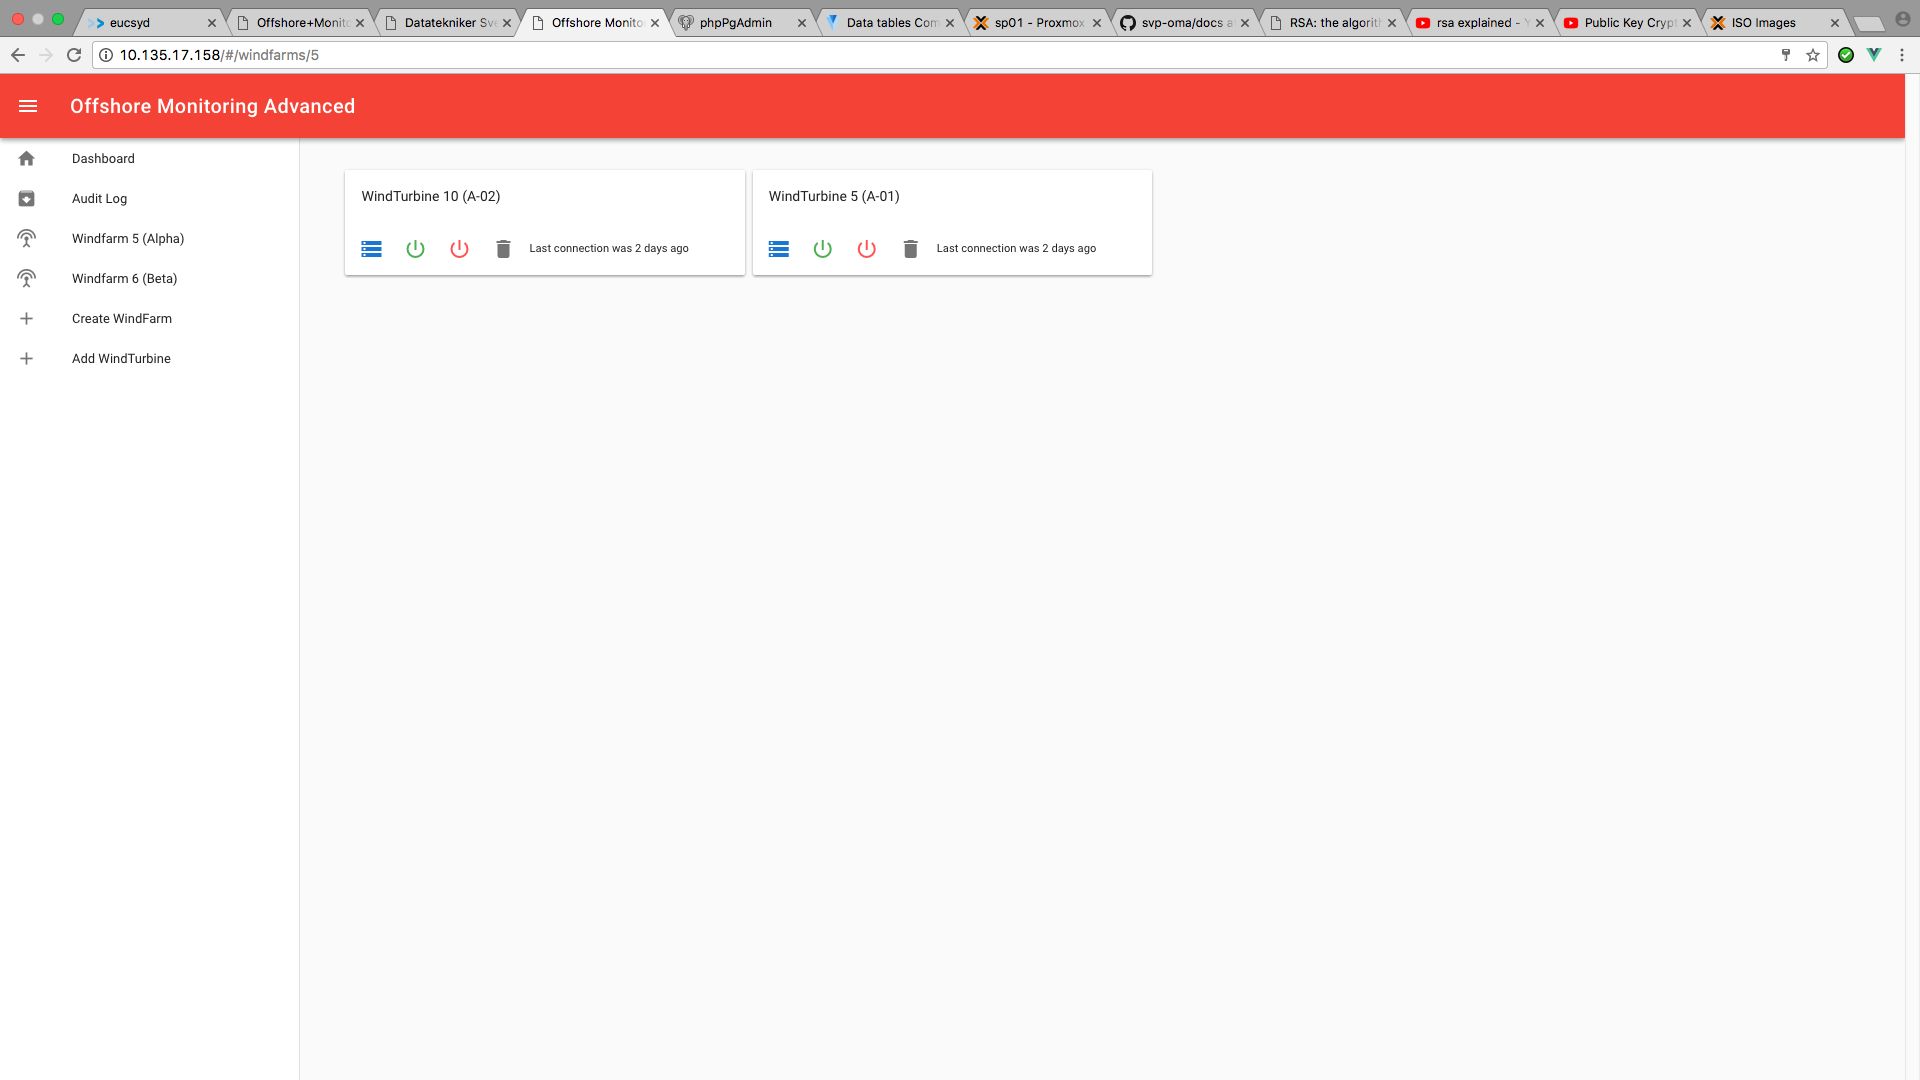 eucsyd
Offshore+Monito
Datatekniker Sve
Offshore Monito
phpPgAdmin
Data tables Com
sp01 - Proxmox
svp-oma/docs a
RSA: the algorith
rsa explained - Y
Public Key Crypt
ISO Images
10.135.17.158/#/windfarms/5
Offshore Monitoring Advanced
Dashboard
Audit Log
Windfarm 5 (Alpha)
Windfarm 6 (Beta)
Create WindFarm
Add WindTurbine
WindTurbine 10 (A-02)
Last connection was 2 days ago
WindTurbine 5 (A-01)
Last connection was 2 days ago